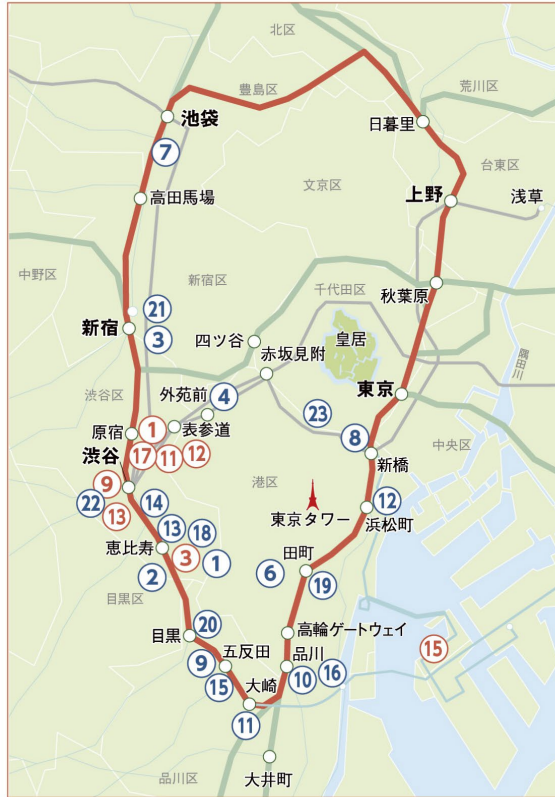 北区
豊島区
荒川区
池袋
日暮里
7
台東区
文京区
高田馬場
上野
浅草
中野区
新宿区
秋葉原
千代田区
21
新宿
3
四ツ谷
皇居
赤坂見附
隅田川
渋谷区
外苑前
4
東京
23
原宿
1
表参道
8
中央区
渋谷
17
11
12
新橋
9
港区
22
13
14
12
東京タワー
浜松町
13
18
恵比寿
3
1
田町
2
6
19
目黒区
20
目黒
高輪ゲートウェイ
15
9
五反田
品川
15
大崎
10
16
11
品川区
大井町